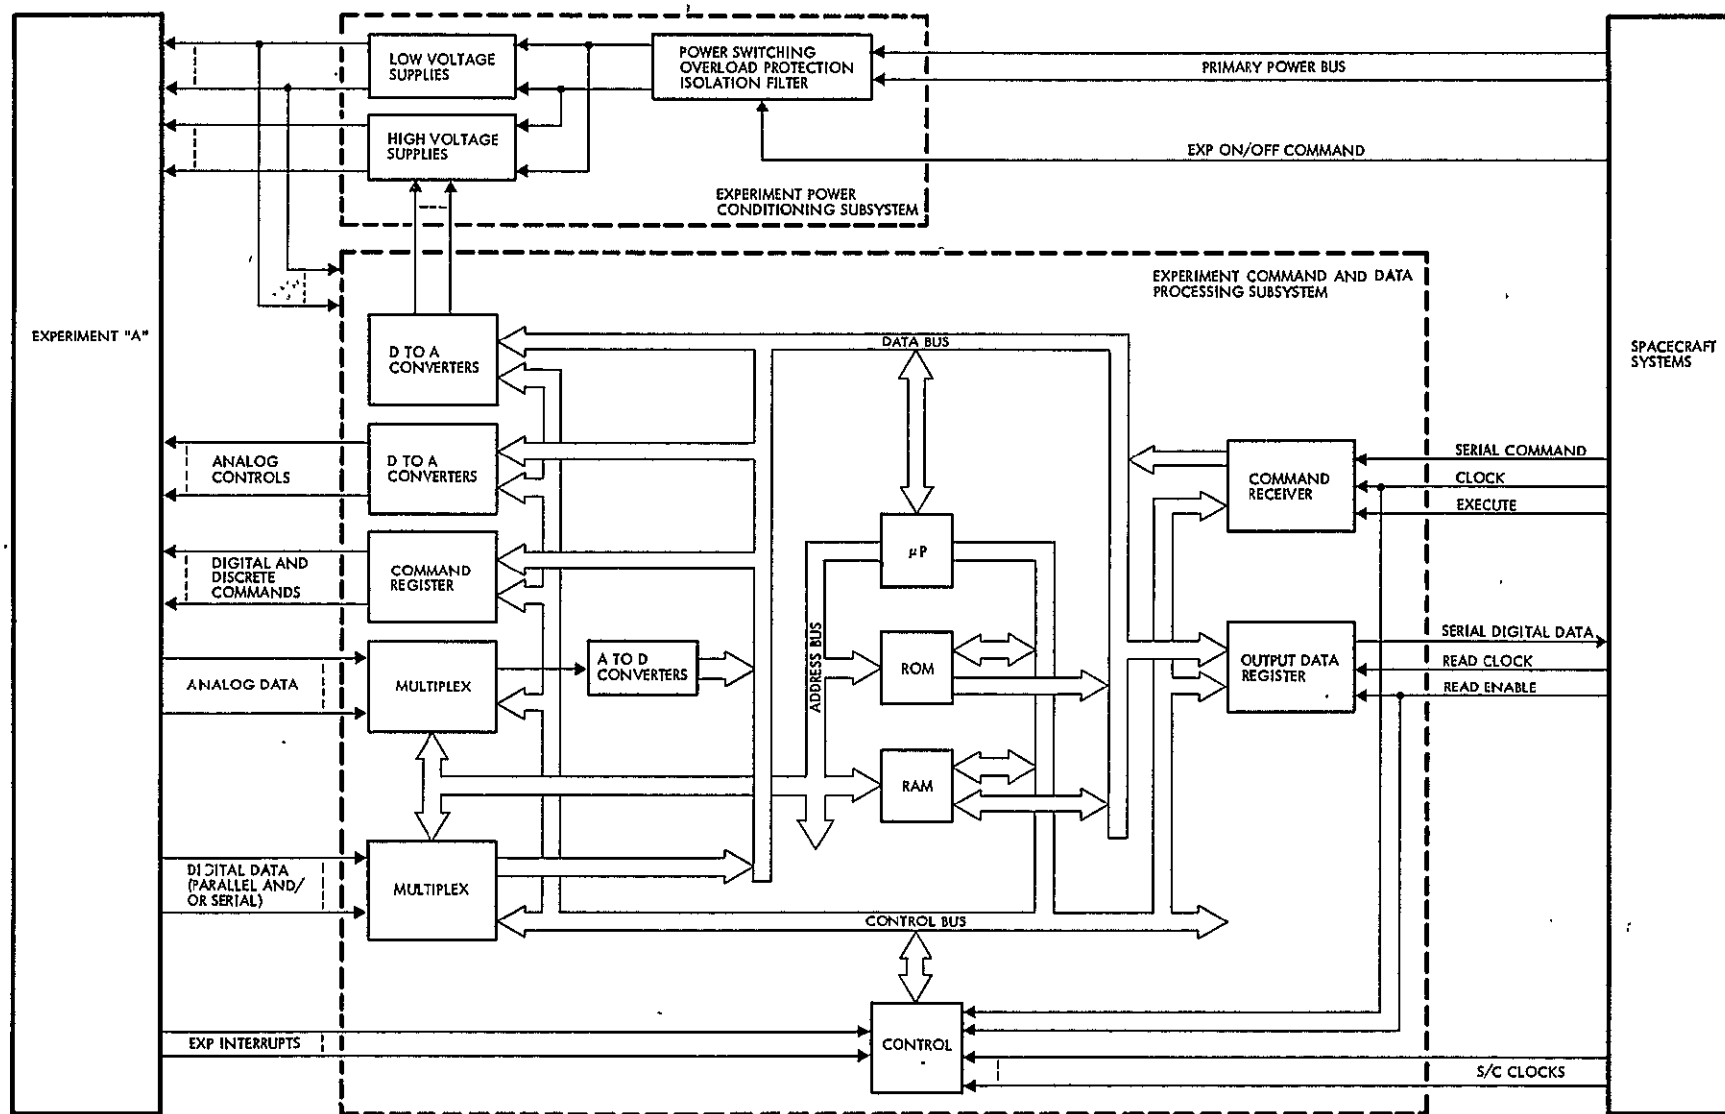 LOW VOLTAGE
SUPPLIES
POWER SWITCHING
OVERLOAD PROTECTION
ISOLATION FILTER
PRIMARY POWER BUS
HIGH VOLTAGE
SUPPLIES
EXP ON/OFF COMMAND
EXPERIMENT POWER
CONDITIONING SUBSYSTEM
EXPERIMENT COMMAND AND DATA
PROCESSING SUBSYSTEM
EXPERIMENT "A"
SPACECRAFT
SYSTEMS
D TO A
CONVERTERS
DATA BUS
ANALOG
CONTROLS
D TO A
CONVERTERS
COMMAND
RECEIVER
SERIAL COMMAND
CLOCK
EXECUTE
DIGITAL AND
DISCRETE
COMMANDS
COMMAND
REGISTER
μP
ADDRESS BUS
ANALOG DATA
MULTIPLEX
A TO D
CONVERTERS
ROM
OUTPUT DATA
REGISTER
SERIAL DIGITAL DATA
READ CLOCK
READ ENABLE
RAM
DIGITAL DATA
(PARALLEL AND/
OR SERIAL)
MULTIPLEX
CONTROL BUS
EXP INTERRUPTS
CONTROL
S/C CLOCKS